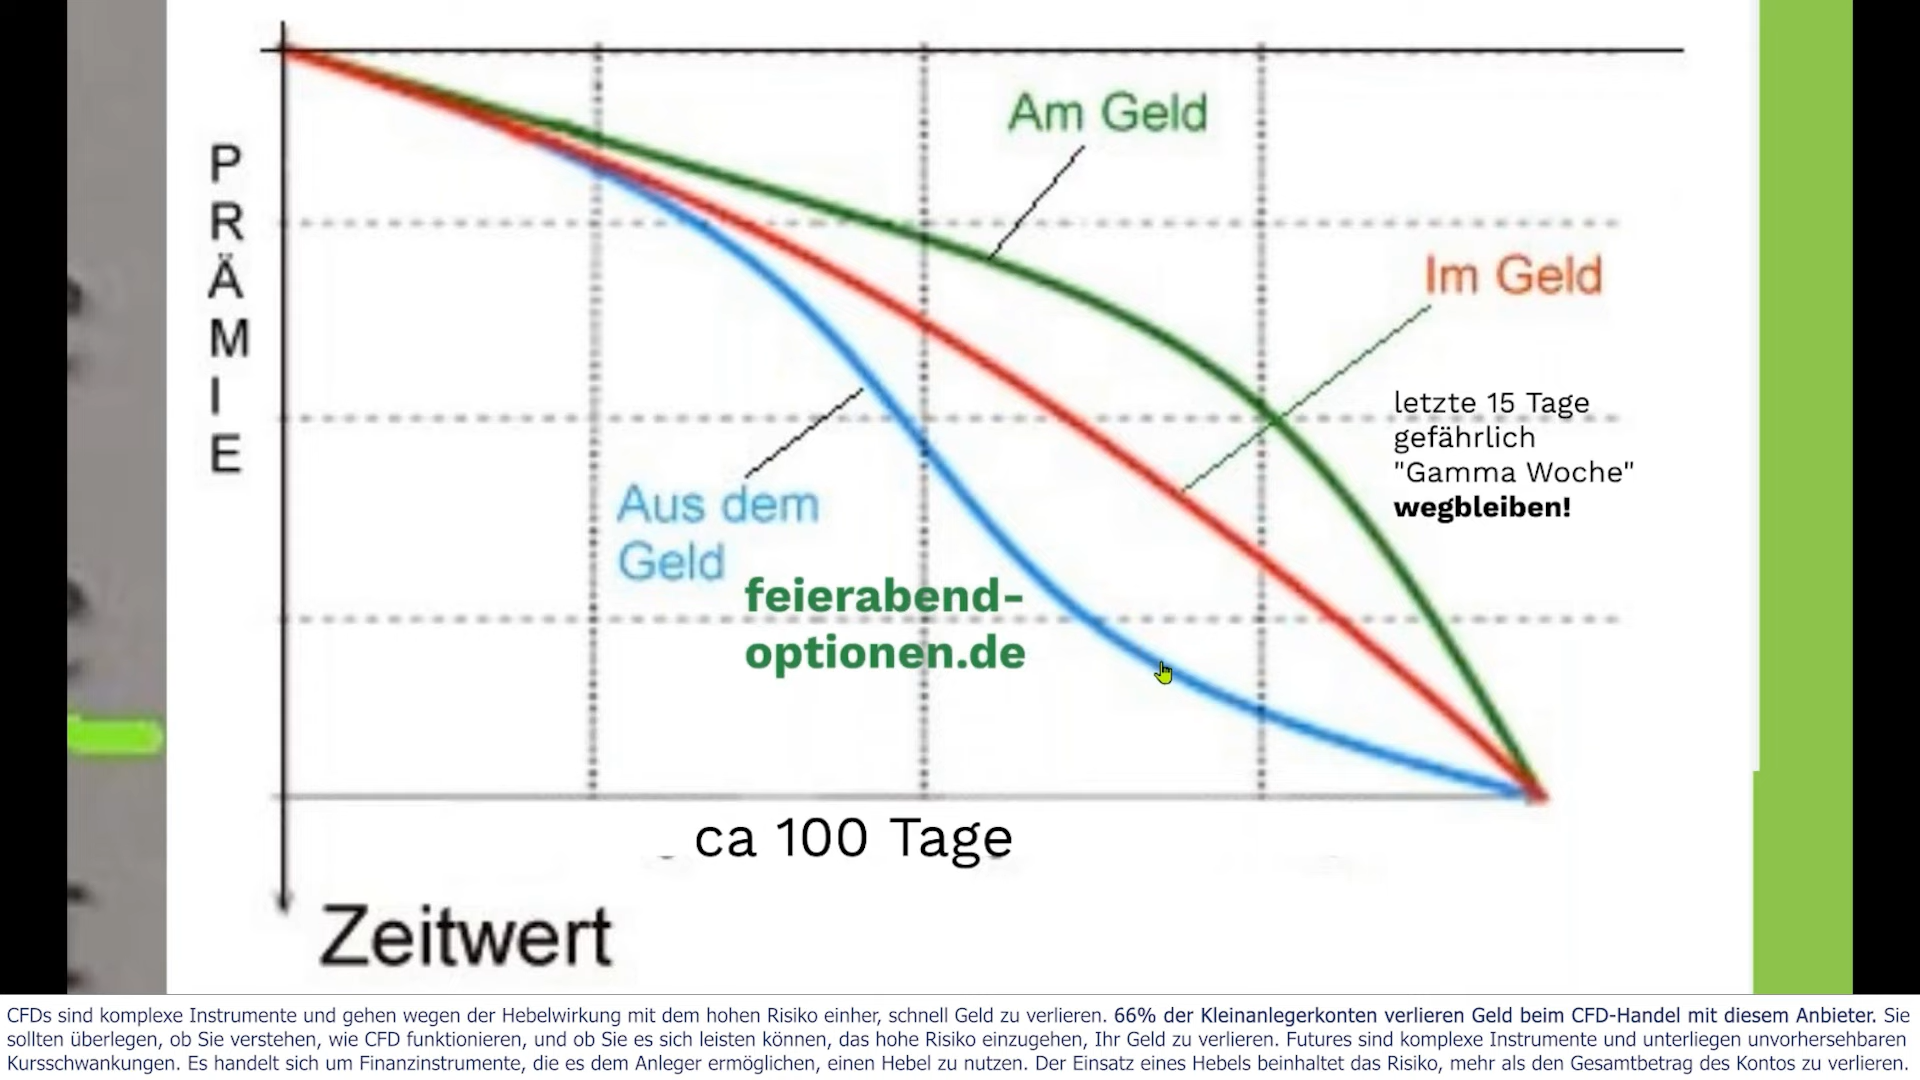 PRÄMIE
Am Geld
Im Geld
letzte 15 Tage
gefährlich
"Gamma Woche"
wegbleiben!
Aus dem
Geld
feierabend-
optionen.de
ca 100 Tage
Zeitwert
CFDs sind komplexe Instrumente und gehen wegen der Hebelwirkung mit dem hohen Risiko einher, schnell Geld zu verlieren. 66% der Kleinanlegerkonten verlieren Geld beim CFD-Handel mit diesem Anbieter. Sie
sollten überlegen, ob Sie verstehen, wie CFD funktionieren, und ob Sie es sich leisten können, das hohe Risiko einzugehen, Ihr Geld zu verlieren. Futures sind komplexe Instrumente und unterliegen unvorhersehbaren
Kursschwankungen. Es handelt sich um Finanzinstrumente, die es dem Anleger ermöglichen, einen Hebel zu nutzen. Der Einsatz eines Hebels beinhaltet das Risiko, mehr als den Gesamtbetrag des Kontos zu verlieren.